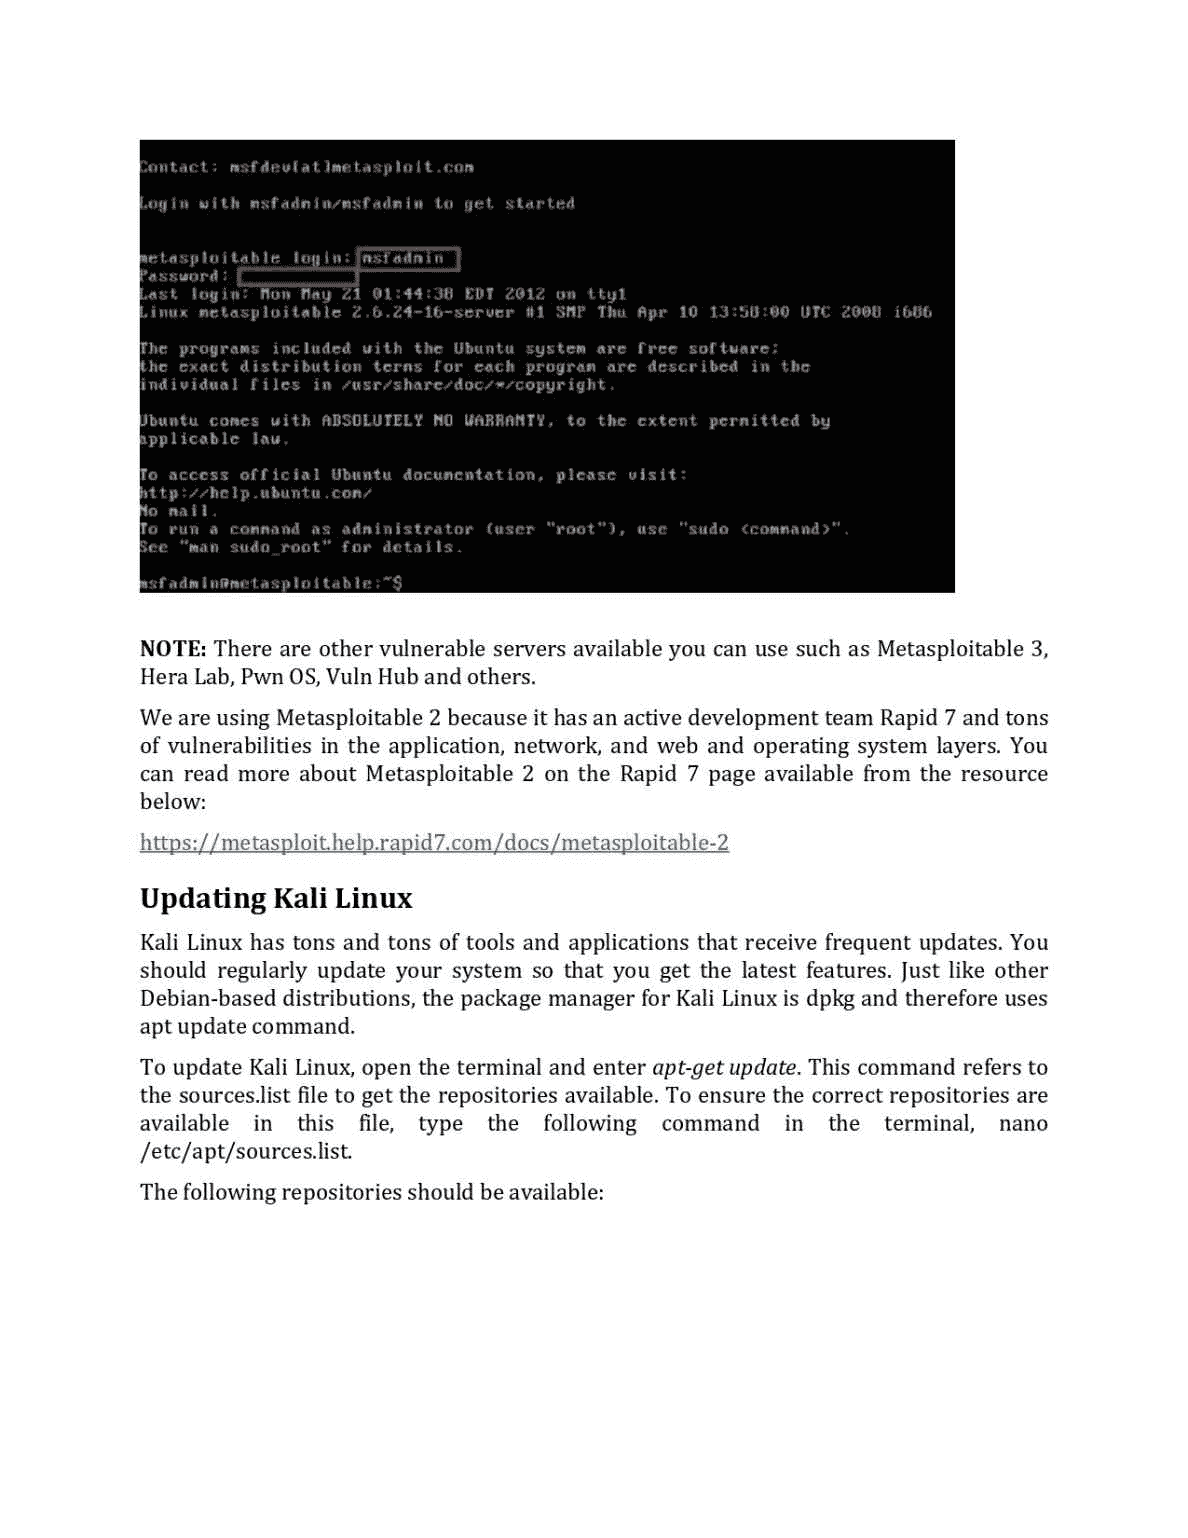 Contact: msfdev[at]metasploit.com
Login with msfadmin/msfadmin to get started
metasploitable login: msfadmin
Password:
Last login: Mon May 21 01:44:38 EDT 2012 on tty1
Linux metasploitable 2.6.24-16-server #1 SMP Thu Apr 10 13:58:00 UTC 2008 i686
The programs included with the Ubuntu system are free software;
the exact distribution terms for each program are described in the
individual files in /usr/share/doc/*/copyright.
Ubuntu comes with ABSOLUTELY NO WARRANTY, to the extent permitted by
applicable law.
To access official Ubuntu documentation, please visit:
http://help.ubuntu.com/
No mail.
To run a command as administrator (user "root"), use "sudo <command>".
See "man sudo_root" for details.
msfadmin@metasploitable:~$
NOTE: There are other vulnerable servers available you can use such as Metasploitable 3,
Hera Lab, Pwn OS, Vuln Hub and others.
We are using Metasploitable 2 because it has an active development team Rapid 7 and tons
of vulnerabilities in the application, network, and web and operating system layers. You
can read more about Metasploitable 2 on the Rapid 7 page available from the resource
below:
https://metasploit.help.rapid7.com/docs/metasploitable-2
Updating Kali Linux
Kali Linux has tons and tons of tools and applications that receive frequent updates. You
should regularly update your system so that you get the latest features. Just like other
Debian-based distributions, the package manager for Kali Linux is dpkg and therefore uses
apt update command.
To update Kali Linux, open the terminal and enter apt-get update. This command refers to
the sources.list file to get the repositories available. To ensure the correct repositories are
available in this file, type the following command in the terminal, nano
/etc/apt/sources.list.
The following repositories should be available: